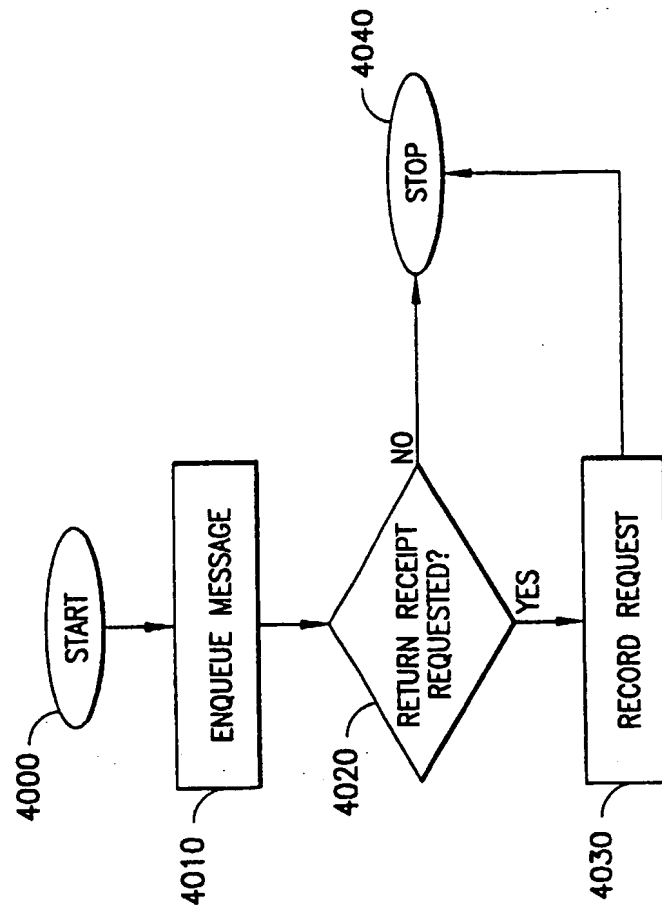 4000
START
4010
ENQUEUE MESSAGE
4020
RETURN RECEIPT
REQUESTED?
NO
YES
4030
RECORD REQUEST
4040
STOP